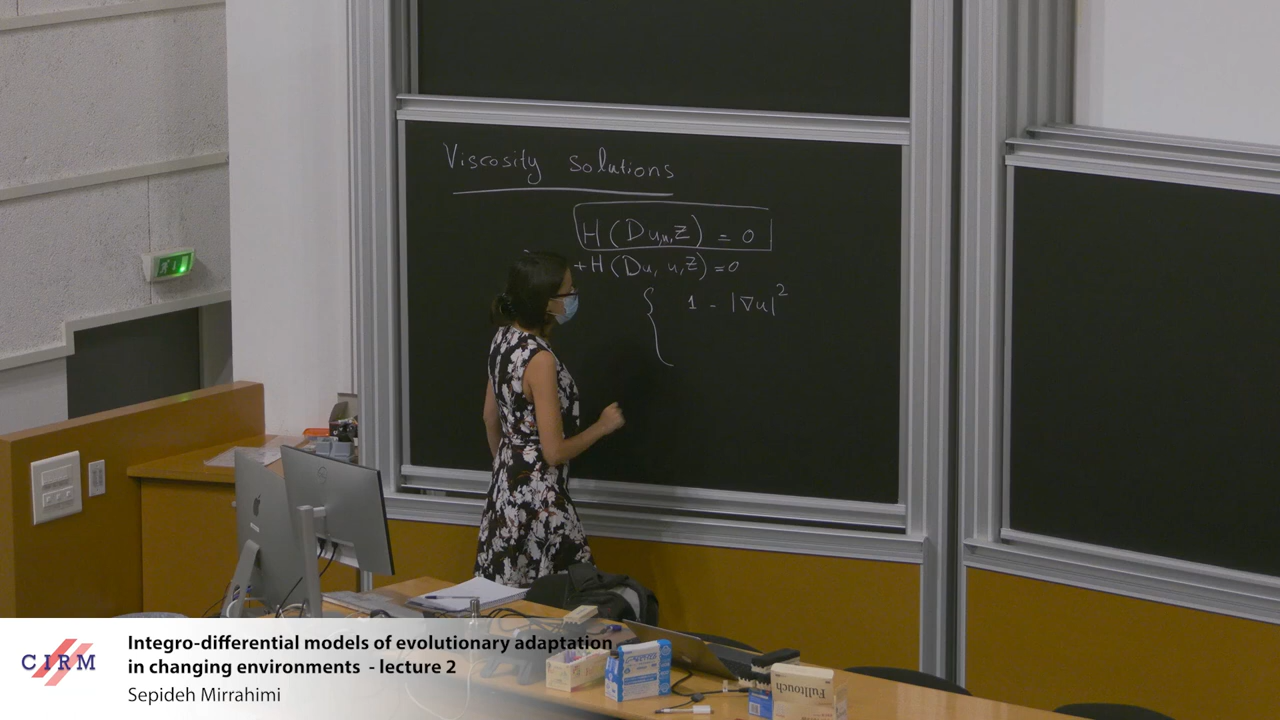 Viscosity solutions
H(Du,u,z) = 0
+H(Du, u,z)=0
{ 1 - |∇u|²
Fulltouch
CIRM
Integro-differential models of evolutionary adaptation
in changing environments - lecture 2
Sepideh Mirrahimi